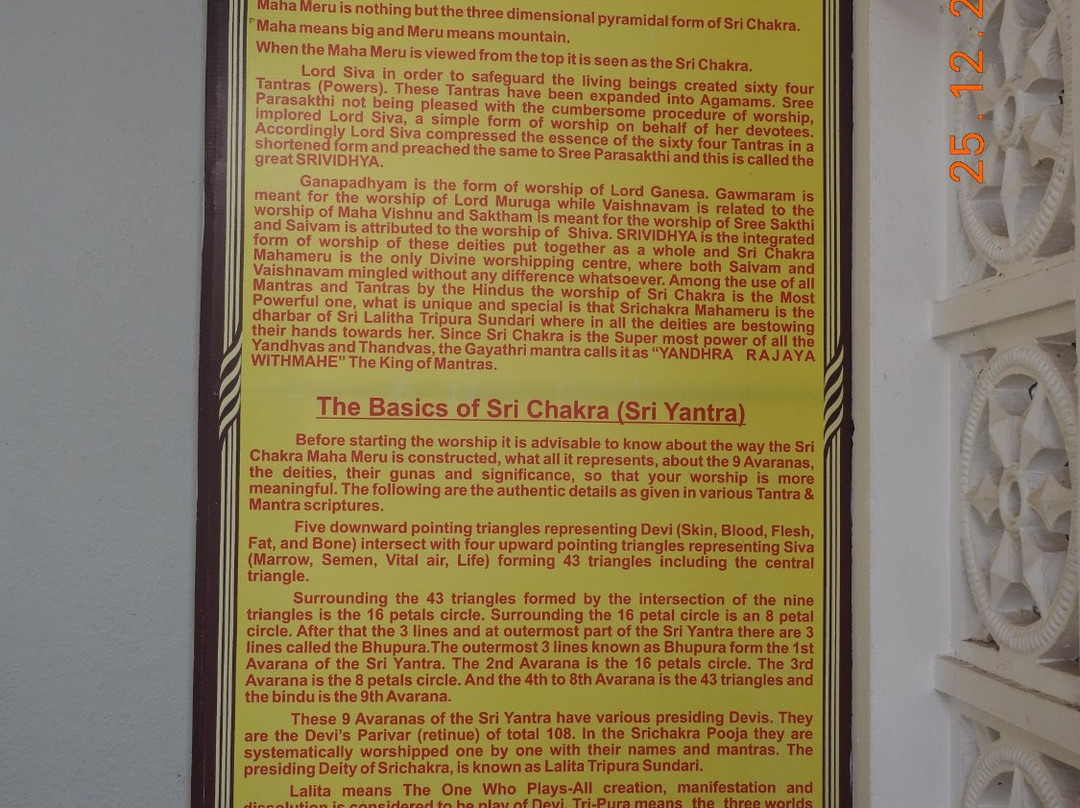 Maha Meru is nothing but the three dimensional pyramidal form of Sri Chakra.
Maha means big and Meru means mountain.
When the Maha Meru is viewed from the top it is seen as the Sri Chakra.
Lord Siva in order to safeguard the living beings created sixty four
Tantras (Powers). These Tantras have been expanded into Agamams. Sree
Parasakthi not being pleased with the cumbersome procedure of worship,
implored Lord Siva, a simple form of worship on behalf of her devotees.
Accordingly Lord Siva compressed the essence of the sixty four Tantras in a
shortened form and preached the same to Sree Parasakthi and this is called the
great SRIVIDHYA.
Ganapadhyam is the form of worship of Lord Ganesa. Gawmaram is
meant for the worship of Lord Muruga while Vaishnavam is related to the
worship of Maha Vishnu and Saktham is meant for the worship of Sree Sakthi
and Saivam is attributed to the worship of Shiva. SRIVIDHYA is the integrated
form of worship of these deities put together as a whole and Sri Chakra
Mahameru is the only Divine worshipping centre, where both Saivam and
Vaishnavam mingled without any difference whatsoever. Among the use of all
Mantras and Tantras by the Hindus the worship of Sri Chakra is the Most
Powerful one, what is unique and special is that Srichakra Mahameru is the
dharbar of Sri Lalitha Tripura Sundari where in all the deities are bestowing
their hands towards her. Since Sri Chakra is the Super most power of all the
Yandhvas and Thandvas, the Gayathri mantra calls it as “YANDHRA RAJAYA
WITHMAHE” The King of Mantras.
The Basics of Sri Chakra (Sri Yantra)
Before starting the worship it is advisable to know about the way the Sri
Chakra Maha Meru is constructed, what all it represents, about the 9 Avaranas,
the deities, their gunas and significance, so that your worship is more
meaningful. The following are the authentic details as given in various Tantra &
Mantra scriptures.
Five downward pointing triangles representing Devi (Skin, Blood, Flesh,
Fat, and Bone) intersect with four upward pointing triangles representing Siva
(Marrow, Semen, Vital air, Life) forming 43 triangles including the central
triangle.
Surrounding the 43 triangles formed by the intersection of the nine
triangles is the 16 petals circle. Surrounding the 16 petal circle is an 8 petal
circle. After that the 3 lines and at outermost part of the Sri Yantra there are 3
lines called the Bhupura.The outermost 3 lines known as Bhupura form the 1st
Avarana of the Sri Yantra. The 2nd Avarana is the 16 petals circle. The 3rd
Avarana is the 8 petals circle. And the 4th to 8th Avarana is the 43 triangles and
the bindu is the 9th Avarana.
These 9 Avaranas of the Sri Yantra have various presiding Devis. They
are the Devi’s Parivar (retinue) of total 108. In the Srichakra Pooja they are
systematically worshipped one by one with their names and mantras. The
presiding Deity of Srichakra, is known as Lalita Tripura Sundari.
Lalita means The One Who Plays-All creation, manifestation and
dissolution is considered to be play of Devi. Tri-Pura means the three worlds
25.12.2